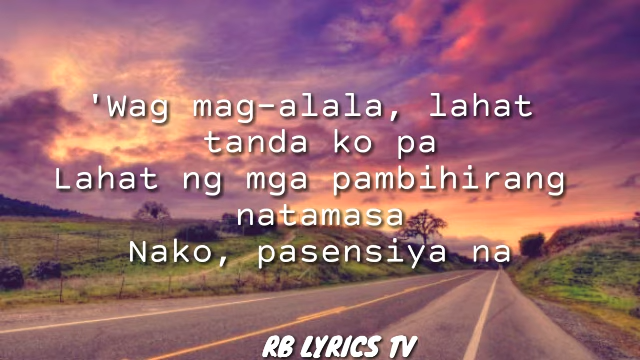 'Wag mag-alala, lahat
tanda ko pa
Lahat ng mga pambihirang
natamasa
Nako, pasensiya na
RB LYRICS TV